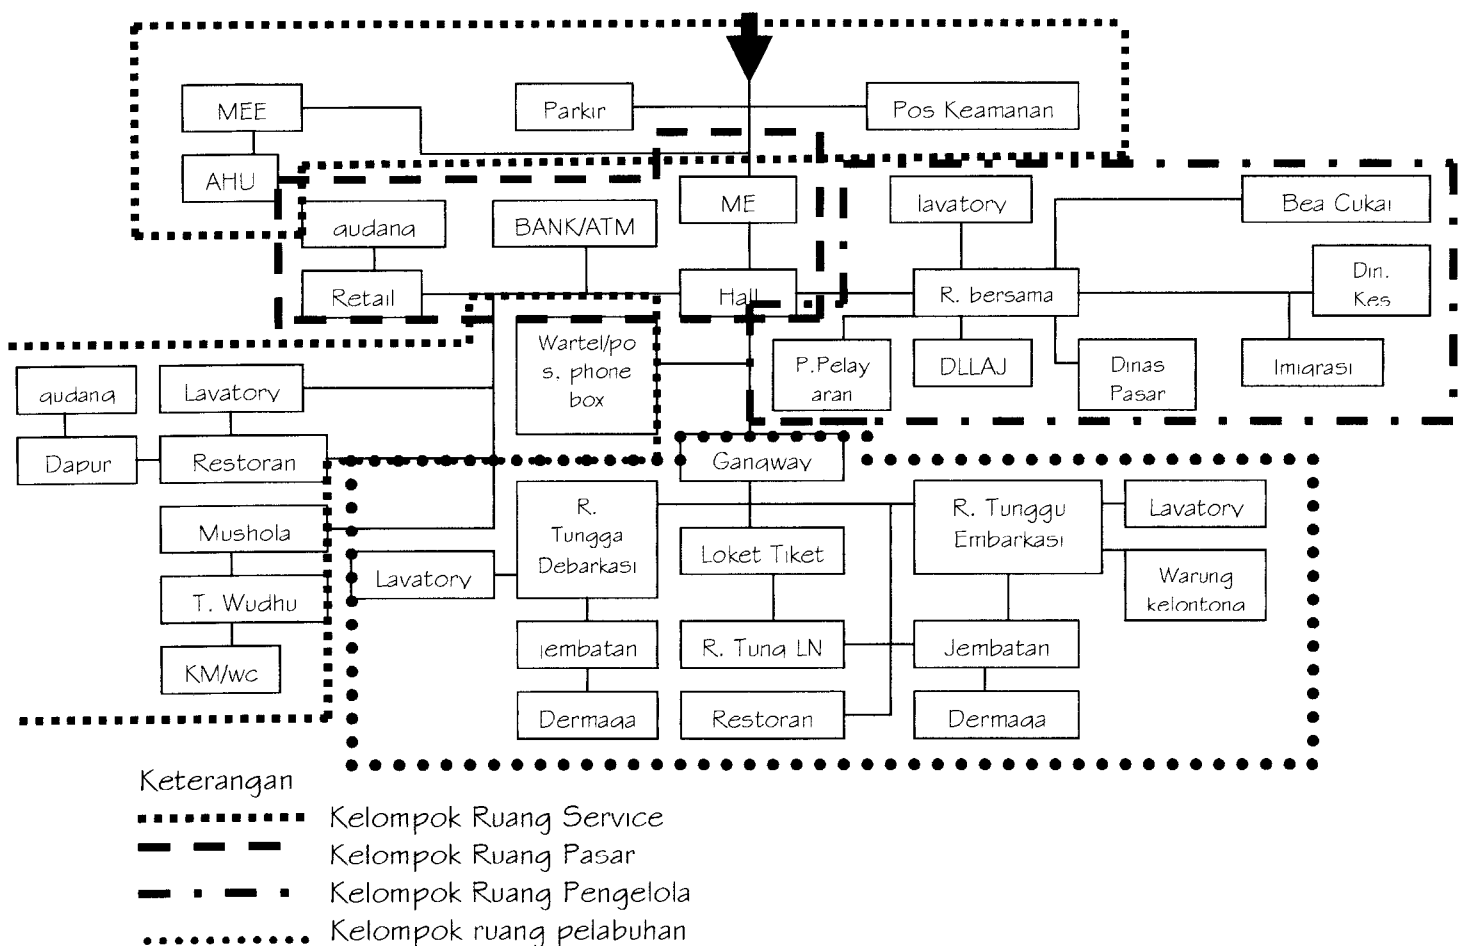 MEE
Parkir
Pos Keamanan
AHU
ME
lavatory
Bea Cukai
gudang
BANK/ATM
Din.
Kes
Retail
Hall
R. bersama
Wartel/po
s. phone
box
P.Pelay
aran
DLLAJ
Dinas
Pasar
Imigrasi
gudang
Lavatory
Dapur
Restoran
Gangway
R.
Tungga
Debarkasi
R. Tunggu
Embarkasi
Lavatory
Mushola
Loket Tiket
Lavatory
Warung
kelontong
T. Wudhu
jembatan
R. Tung LN
Jembatan
KM/wc
Dermaga
Restoran
Dermaga
Keterangan
Kelompok Ruang Service
Kelompok Ruang Pasar
Kelompok Ruang Pengelola
Kelompok ruang pelabuhan